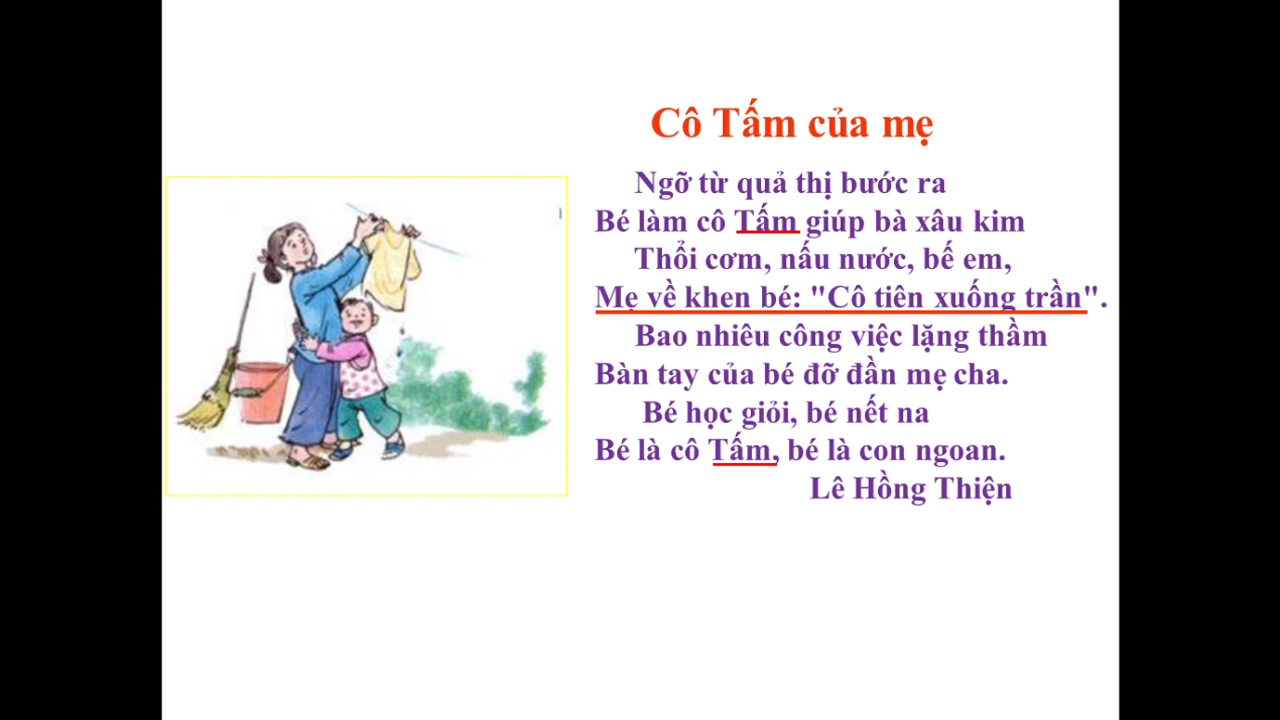 Cô Tấm của mẹ
Ngỡ từ quả thị bước ra
Bé làm cô Tấm giúp bà xâu kim
Thổi cơm, nấu nước, bế em,
Mẹ về khen bé: "Cô tiên xuống trần".
Bao nhiêu công việc lặng thầm
Bàn tay của bé đỡ đần mẹ cha.
Bé học giỏi, bé nết na
Bé là cô Tấm, bé là con ngoan.
Lê Hồng Thiện